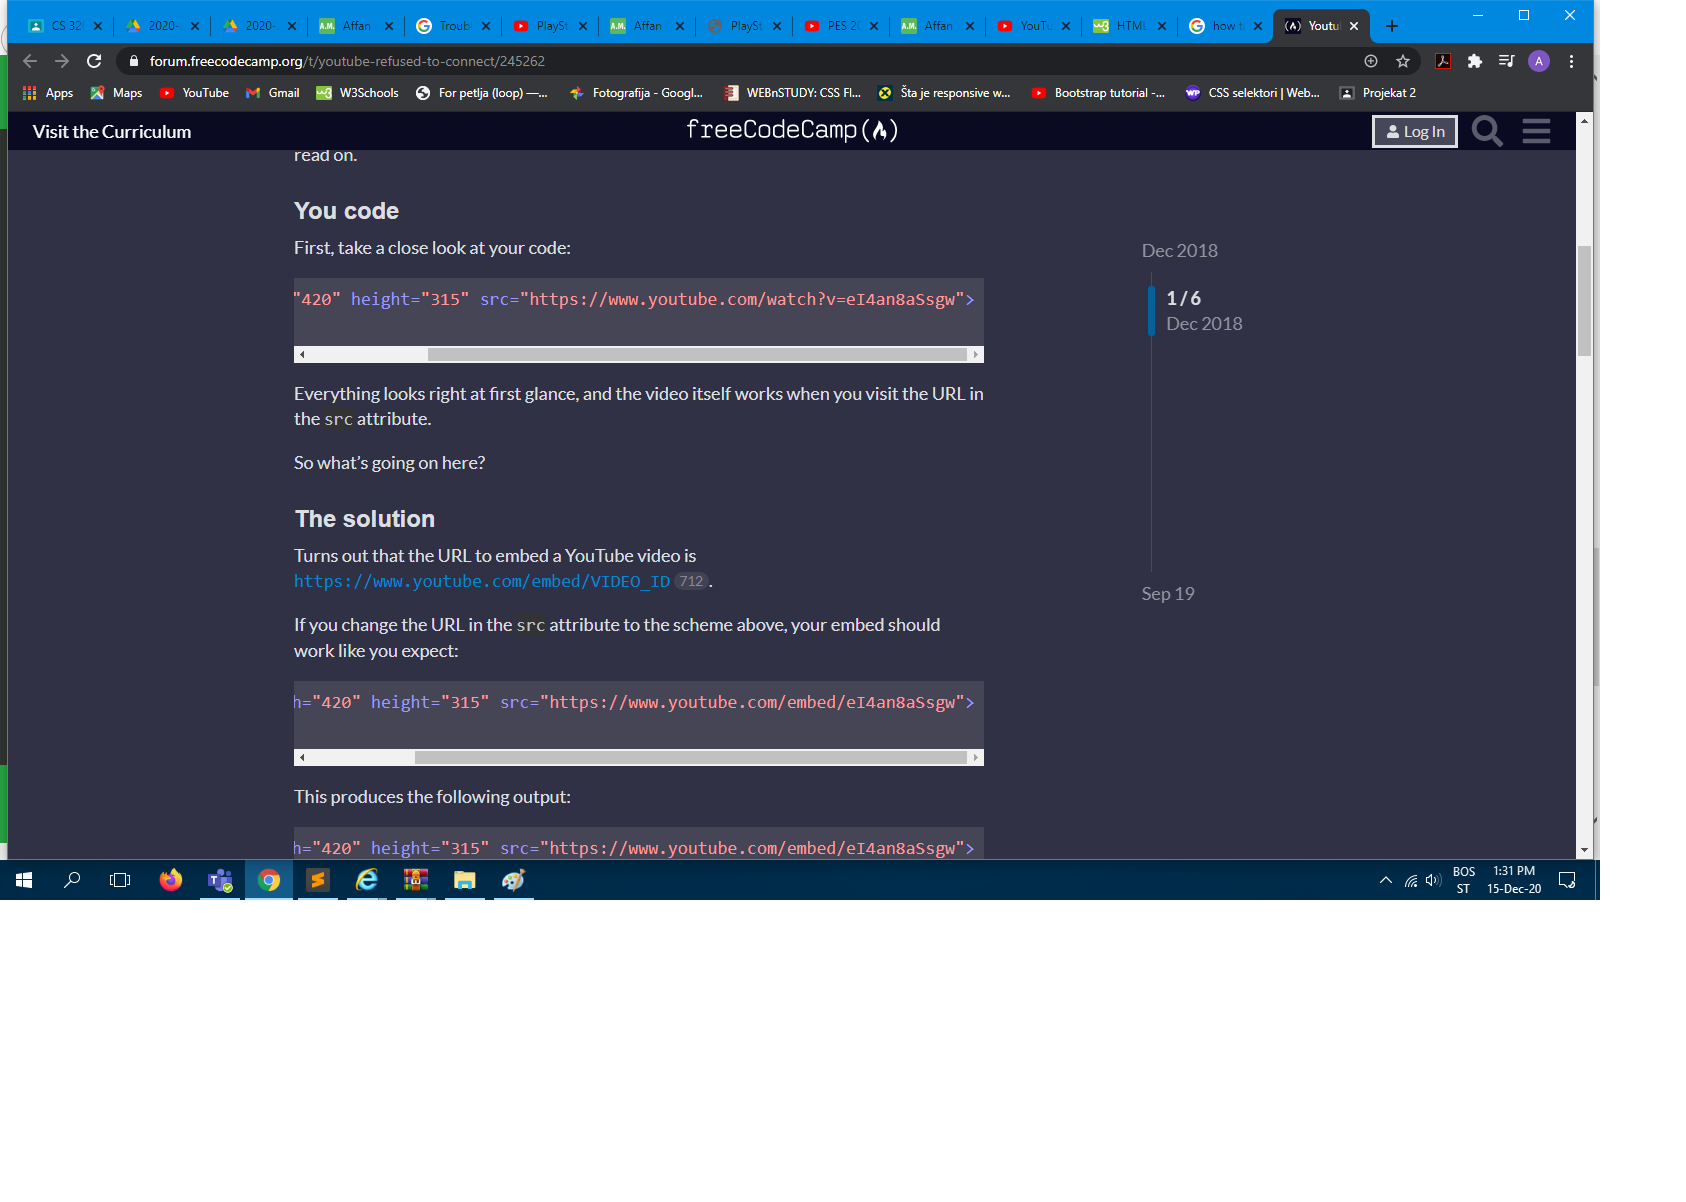 CS 32
2020-
2020-
A.M. Affan
Troub
PlaySt
A.M. Affan
PlaySt
PES 20
A.M. Affan
YouTu
HTML
how t
Youtu
forum.freecodecamp.org/t/youtube-refused-to-connect/245262
A
Apps
Maps
YouTube
Gmail
W3Schools
For petlja (loop) —...
Fotografija - Googl...
WEBnSTUDY: CSS Fl...
Šta je responsive w...
Bootstrap tutorial -...
CSS selektori | Web...
Projekat 2
Visit the Curriculum
freeCodeCamp
Log In
read on.
You code
First, take a close look at your code:
"420" height="315" src="https://www.youtube.com/watch?v=eI4an8aSsgw">
Everything looks right at first glance, and the video itself works when you visit the URL in
the src attribute.
So what's going on here?
The solution
Turns out that the URL to embed a YouTube video is
https://www.youtube.com/embed/VIDEO_ID 712 .
If you change the URL in the src attribute to the scheme above, your embed should
work like you expect:
h="420" height="315" src="https://www.youtube.com/embed/eI4an8aSsgw">
This produces the following output:
h="420" height="315" src="https://www.youtube.com/embed/eI4an8aSsgw">
Dec 2018
1 / 6
Dec 2018
Sep 19
BOS
ST
1:31 PM
15-Dec-20